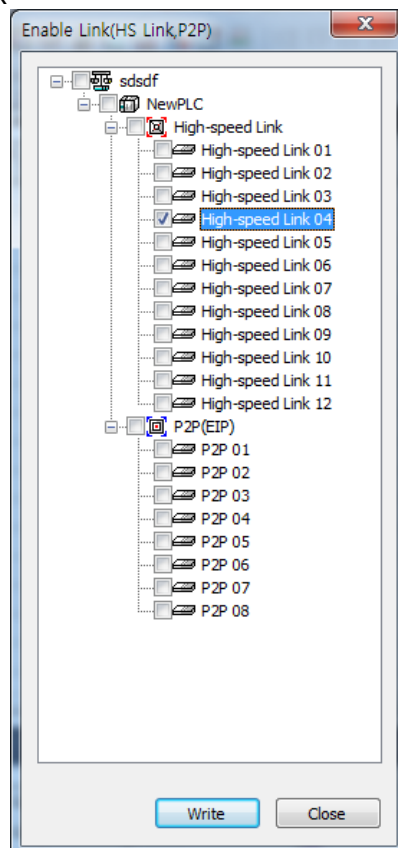 Enable Link(HS Link,P2P)
sdsdf
NewPLC
High-speed Link
High-speed Link 01
High-speed Link 02
High-speed Link 03
High-speed Link 04
High-speed Link 05
High-speed Link 06
High-speed Link 07
High-speed Link 08
High-speed Link 09
High-speed Link 10
High-speed Link 11
High-speed Link 12
P2P(EIP)
P2P 01
P2P 02
P2P 03
P2P 04
P2P 05
P2P 06
P2P 07
P2P 08
Write Close